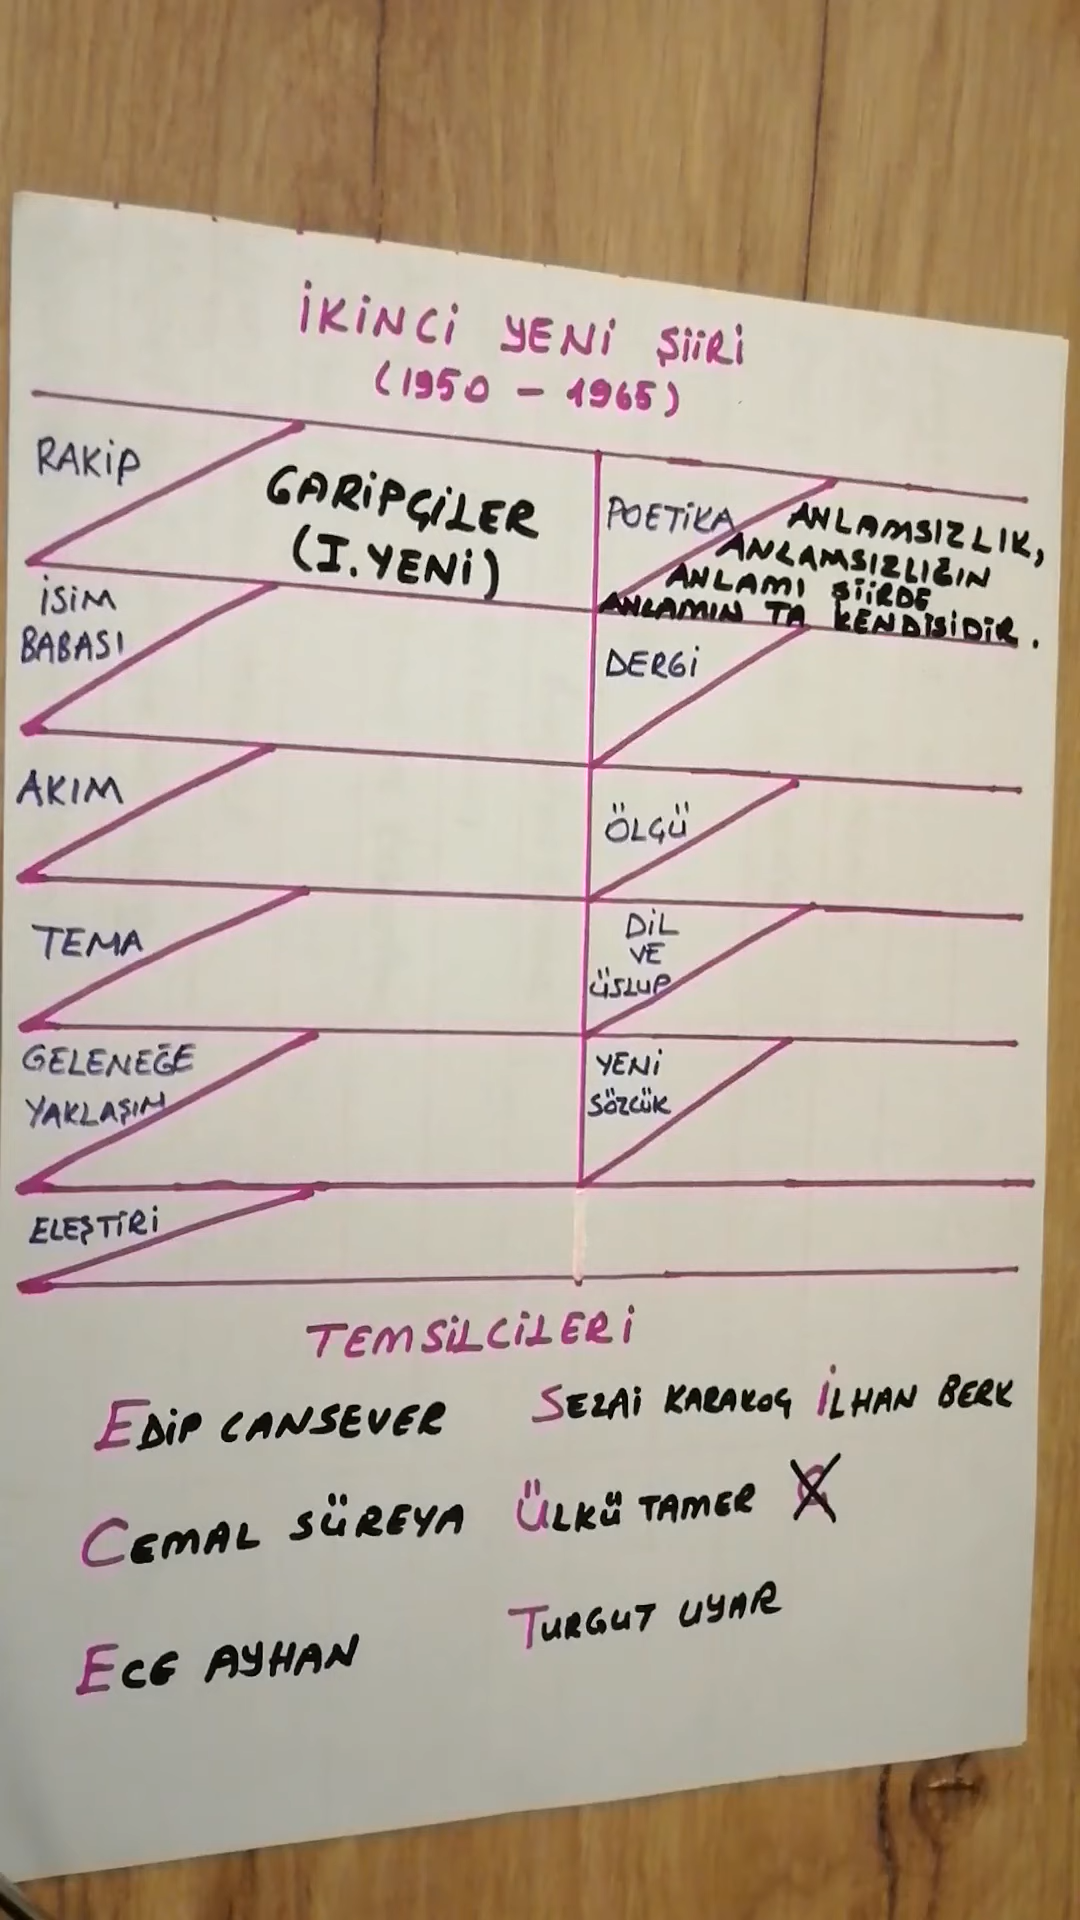 İKİNCİ YENİ ŞİİRİ
(1950 - 1965)
RAKİP
GARİPÇİLER
(I. YENİ)
POETİKA
ANLAMSIZLIK,
ANLAMSIZLIĞIN
ANLAMI ŞİİRDE
ANLAMIN TA KENDİSİDİR.
İSİM
BABASI
DERGİ
AKIM
ÖLÇÜ
TEMA
DİL
VE
ÜSLUP
GELENEĞE
YAKLAŞIM
YENİ
SÖZCÜK
ELEŞTİRİ
TEMSİLCİLERİ
EDİP CANSEVER SEZAİ KARAKOÇ İLHAN BERK
CEMAL SÜREYA ÜLKÜ TAMER
ECE AYHAN TURGUT UYAR